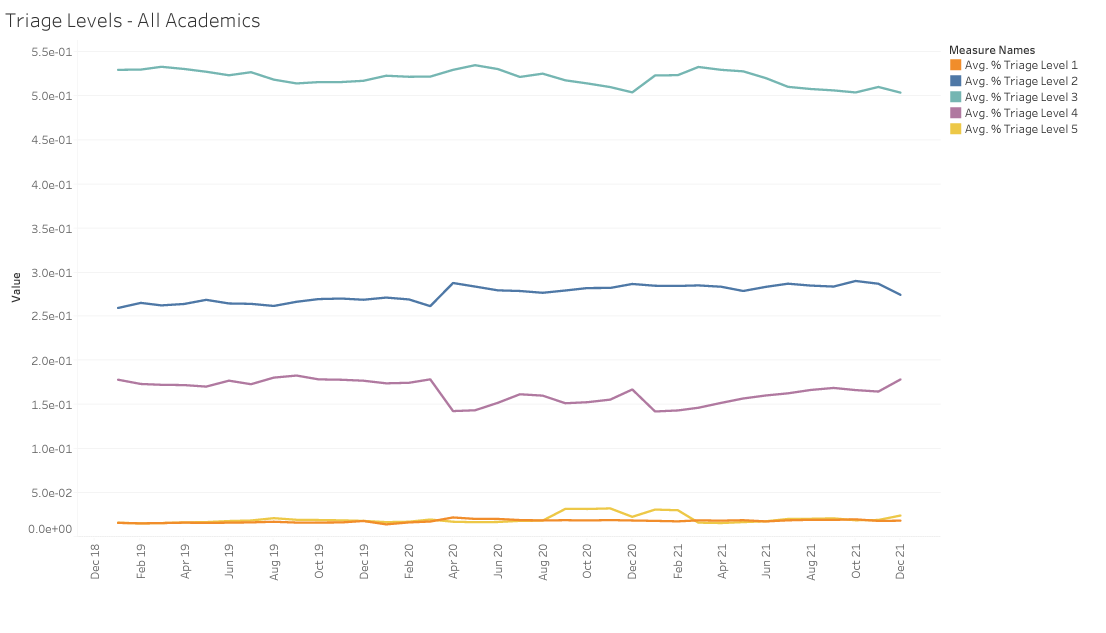 Triage Levels - All Academics
Measure Names
Avg. % Triage Level 1
Avg. % Triage Level 2
Avg. % Triage Level 3
Avg. % Triage Level 4
Avg. % Triage Level 5
Value
5.5e-01
5.0e-01
4.5e-01
4.0e-01
3.5e-01
3.0e-01
2.5e-01
2.0e-01
1.5e-01
1.0e-01
5.0e-02
0.0e+00
Dec 18
Feb 19
Apr 19
Jun 19
Aug 19
Oct 19
Dec 19
Feb 20
Apr 20
Jun 20
Aug 20
Oct 20
Dec 20
Feb 21
Apr 21
Jun 21
Aug 21
Oct 21
Dec 21